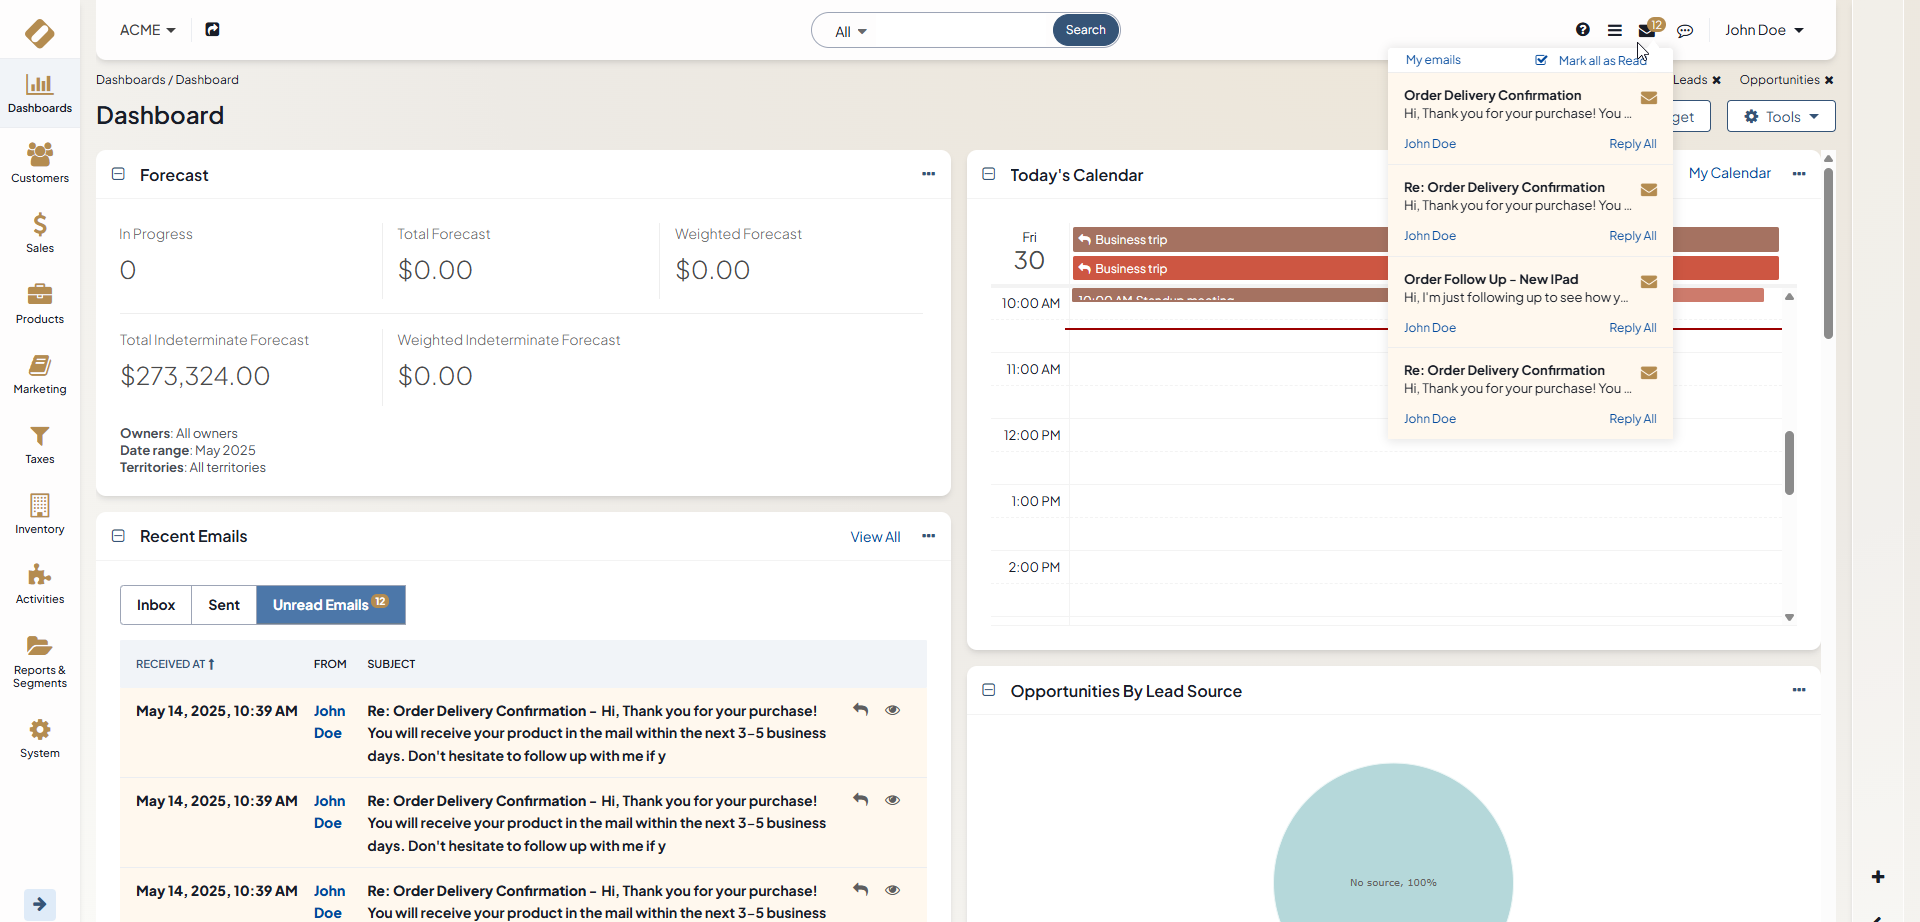 ACME
All
Search
12
John Doe
Dashboards / Dashboard
Leads
Opportunities
Dashboard
get
Tools
My emails
Mark all as Read
Order Delivery Confirmation
Hi, Thank you for your purchase! You ...
John Doe
Reply All
Re: Order Delivery Confirmation
Hi, Thank you for your purchase! You ...
John Doe
Reply All
Order Follow Up - New IPad
Hi, I'm just following up to see how y...
John Doe
Reply All
Re: Order Delivery Confirmation
Hi, Thank you for your purchase! You ...
John Doe
Reply All
Dashboards
Customers
Sales
Products
Marketing
Taxes
Inventory
Activities
Reports &
Segments
System
Forecast
In Progress
0
Total Forecast
$0.00
Weighted Forecast
$0.00
Total Indeterminate Forecast
$273,324.00
Weighted Indeterminate Forecast
$0.00
Owners: All owners
Date range: May 2025
Territories: All territories
Recent Emails
View All
Inbox
Sent
Unread Emails 12
RECEIVED AT
FROM
SUBJECT
May 14, 2025, 10:39 AM
John
Doe
Re: Order Delivery Confirmation - Hi, Thank you for your purchase!
You will receive your product in the mail within the next 3-5 business
days. Don't hesitate to follow up with me if y
May 14, 2025, 10:39 AM
John
Doe
Re: Order Delivery Confirmation - Hi, Thank you for your purchase!
You will receive your product in the mail within the next 3-5 business
days. Don't hesitate to follow up with me if y
May 14, 2025, 10:39 AM
John
Doe
Re: Order Delivery Confirmation - Hi, Thank you for your purchase!
You will receive your product in the mail within the next 3-5 business
Today's Calendar
My Calendar
Fri
30
Business trip
Business trip
10:00 AM
10:00 AM Standup meeting
11:00 AM
12:00 PM
1:00 PM
2:00 PM
Opportunities By Lead Source
No source, 100%